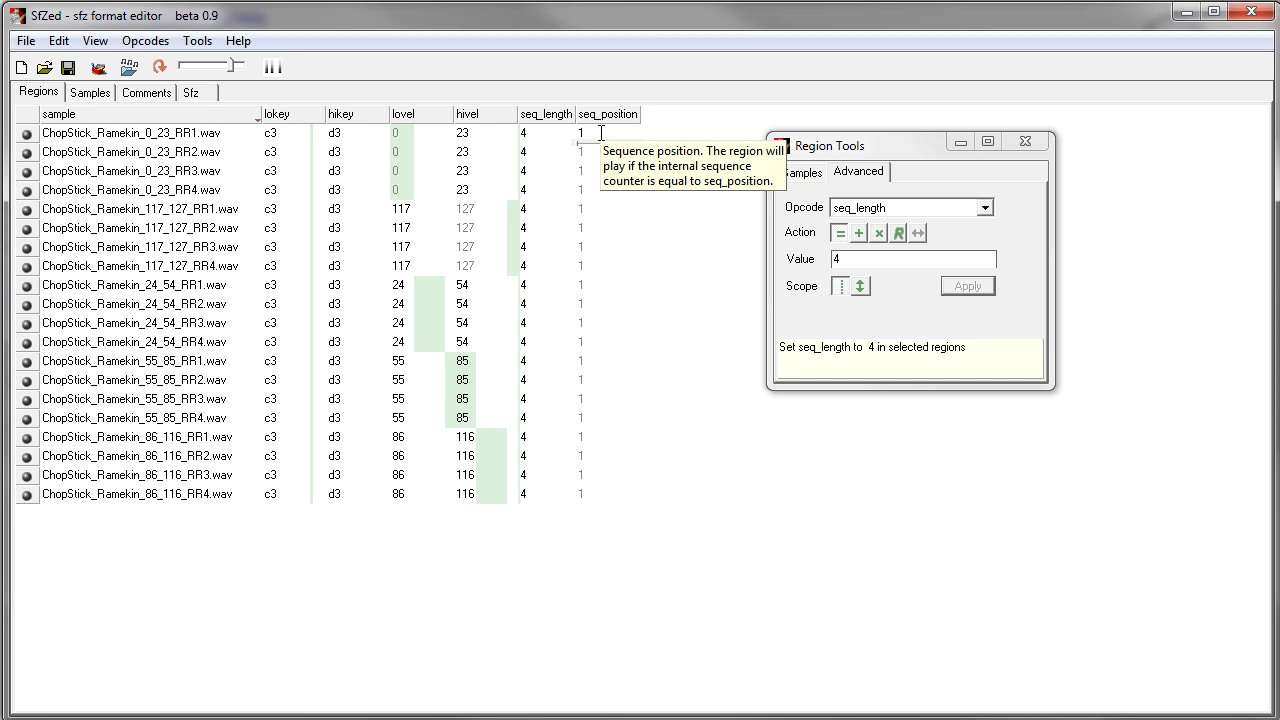 SfZed - sfz format editor beta 0.9
File Edit View Opcodes Tools Help
Regions Samples Comments Sfz
sample lokey hikey lovel hivel seq_length seq_position
ChopStick_Ramekin_0_23_RR1.wav c3 d3 0 23 4 1
ChopStick_Ramekin_0_23_RR2.wav c3 d3 0 23 4 1
ChopStick_Ramekin_0_23_RR3.wav c3 d3 0 23 4 1
ChopStick_Ramekin_0_23_RR4.wav c3 d3 0 23 4 1
ChopStick_Ramekin_117_127_RR1.wav c3 d3 117 127 4 1
ChopStick_Ramekin_117_127_RR2.wav c3 d3 117 127 4 1
ChopStick_Ramekin_117_127_RR3.wav c3 d3 117 127 4 1
ChopStick_Ramekin_117_127_RR4.wav c3 d3 117 127 4 1
ChopStick_Ramekin_24_54_RR1.wav c3 d3 24 54 4 1
ChopStick_Ramekin_24_54_RR2.wav c3 d3 24 54 4 1
ChopStick_Ramekin_24_54_RR3.wav c3 d3 24 54 4 1
ChopStick_Ramekin_24_54_RR4.wav c3 d3 24 54 4 1
ChopStick_Ramekin_55_85_RR1.wav c3 d3 55 85 4 1
ChopStick_Ramekin_55_85_RR2.wav c3 d3 55 85 4 1
ChopStick_Ramekin_55_85_RR3.wav c3 d3 55 85 4 1
ChopStick_Ramekin_55_85_RR4.wav c3 d3 55 85 4 1
ChopStick_Ramekin_86_116_RR1.wav c3 d3 86 116 4 1
ChopStick_Ramekin_86_116_RR2.wav c3 d3 86 116 4 1
ChopStick_Ramekin_86_116_RR3.wav c3 d3 86 116 4 1
ChopStick_Ramekin_86_116_RR4.wav c3 d3 86 116 4 1
Sequence position. The region will
play if the internal sequence
counter is equal to seq_position.
Region Tools
amples Advanced
Opcode seq_length
Action = + × R ↔
Value 4
Scope Apply
Set seq_length to 4 in selected regions